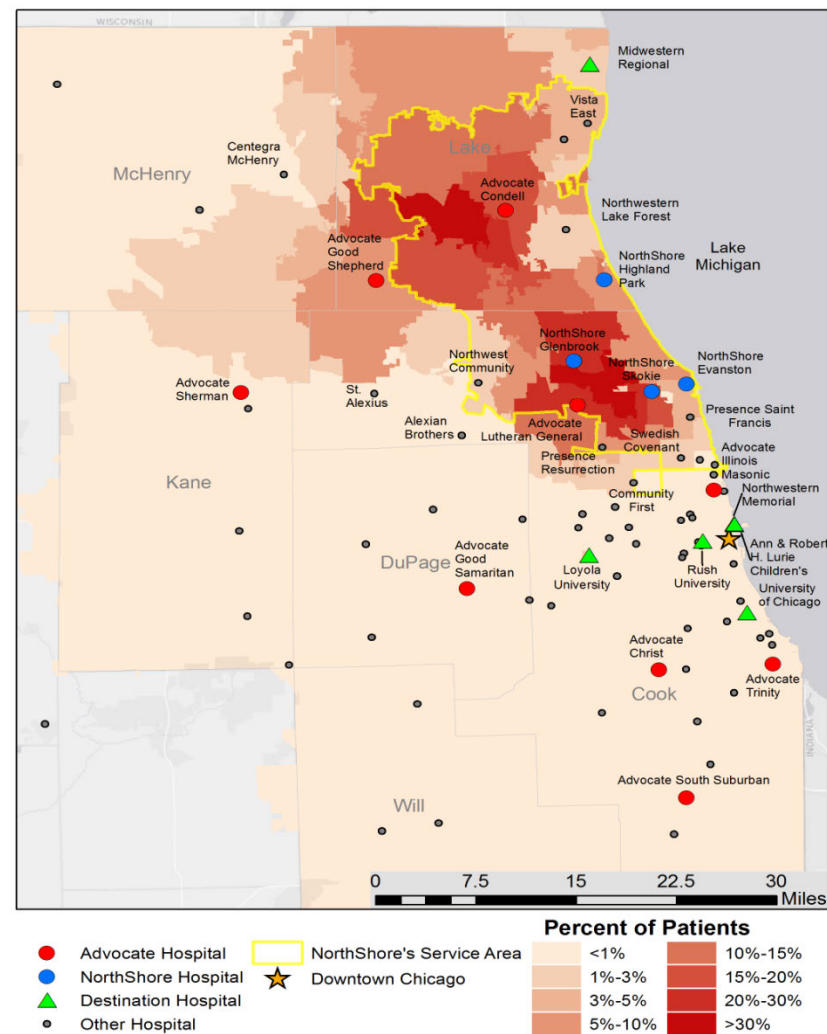 WISCONSIN
Midwestern
Regional
Vista
East
Centegra
McHenry
Lake
McHenry
Advocate
Condell
Northwestern
Lake Forest
Advocate
Good
Shepherd
Lake
Michigan
NorthShore
Highland
Park
NorthShore
Glenbrook
Northwest
Community
NorthShore
Skokie
NorthShore
Evanston
Advocate
Sherman
St.
Alexius
Presence Saint
Francis
Alexian
Brothers
Advocate
Lutheran General
Swedish
Covenant
Advocate
Illinois
Masonic
Presence
Resurrection
Kane
Community
First
Northwestern
Memorial
DuPage
Advocate
Good
Samaritan
Loyola
University
Rush
University
Ann & Robert
H. Lurie
Children's
University
of Chicago
Advocate
Christ
Cook
Advocate
Trinity
INDIANA
Advocate South Suburban
Will
0 7.5 15 22.5 30
Miles
Advocate Hospital
NorthShore Hospital
Destination Hospital
Other Hospital
NorthShore's Service Area
Downtown Chicago
Percent of Patients
<1%
1%-3%
3%-5%
5%-10%
10%-15%
15%-20%
20%-30%
>30%